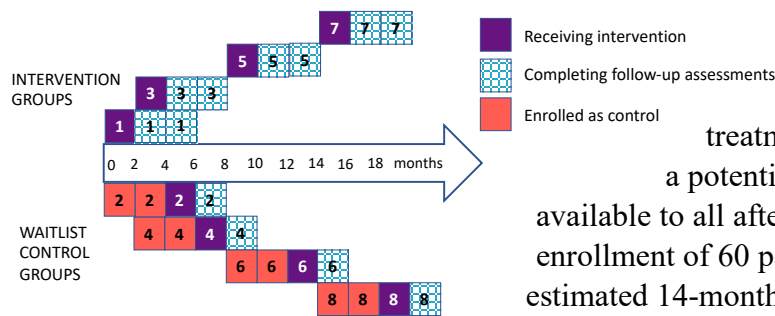 7 7 7
Receiving intervention
5 5 5
Completing follow-up assessments
INTERVENTION
GROUPS
3 3 3
Enrolled as control
1 1 1
treatm
a potenti
0 2 4 6 8 10 12 14 16 18 months
available to all afte
2 2 2 2
WAITLIST
CONTROL
GROUPS
4 4 4 4
enrollment of 60 p
6 6 6 6
estimated 14-month
8 8 8 8